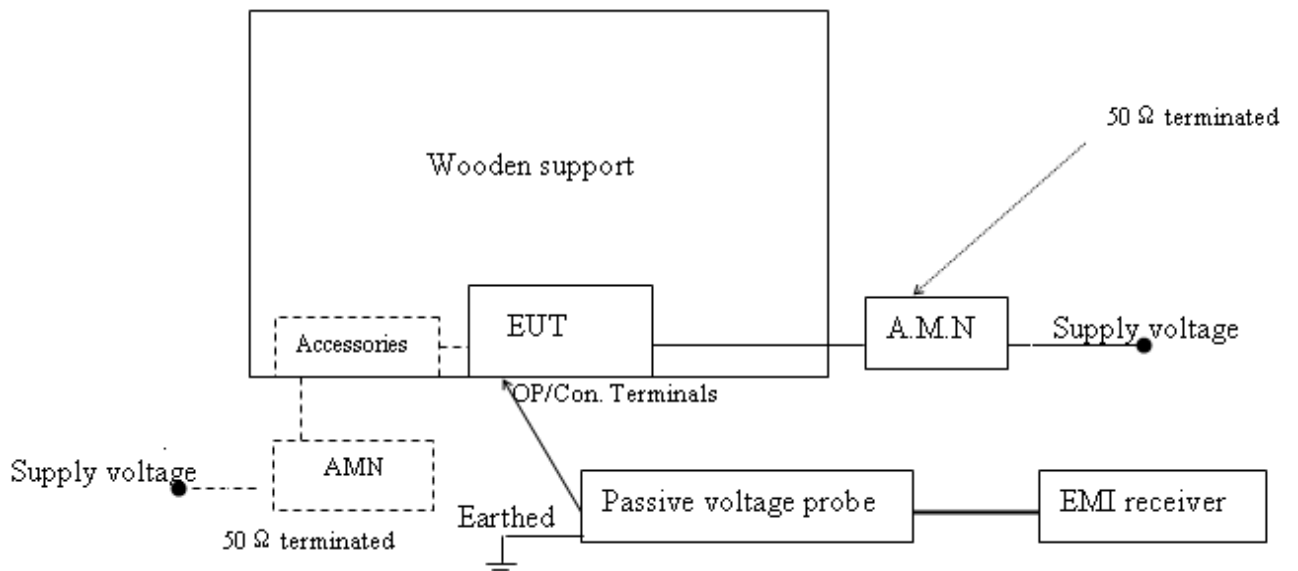 50 Ω terminated
Wooden support
EUT
A.M.N
Supply voltage
Accessories
OP/Con. Terminals
AMN
Supply voltage
50 Ω terminated
Passive voltage probe
EMI receiver
Earthed